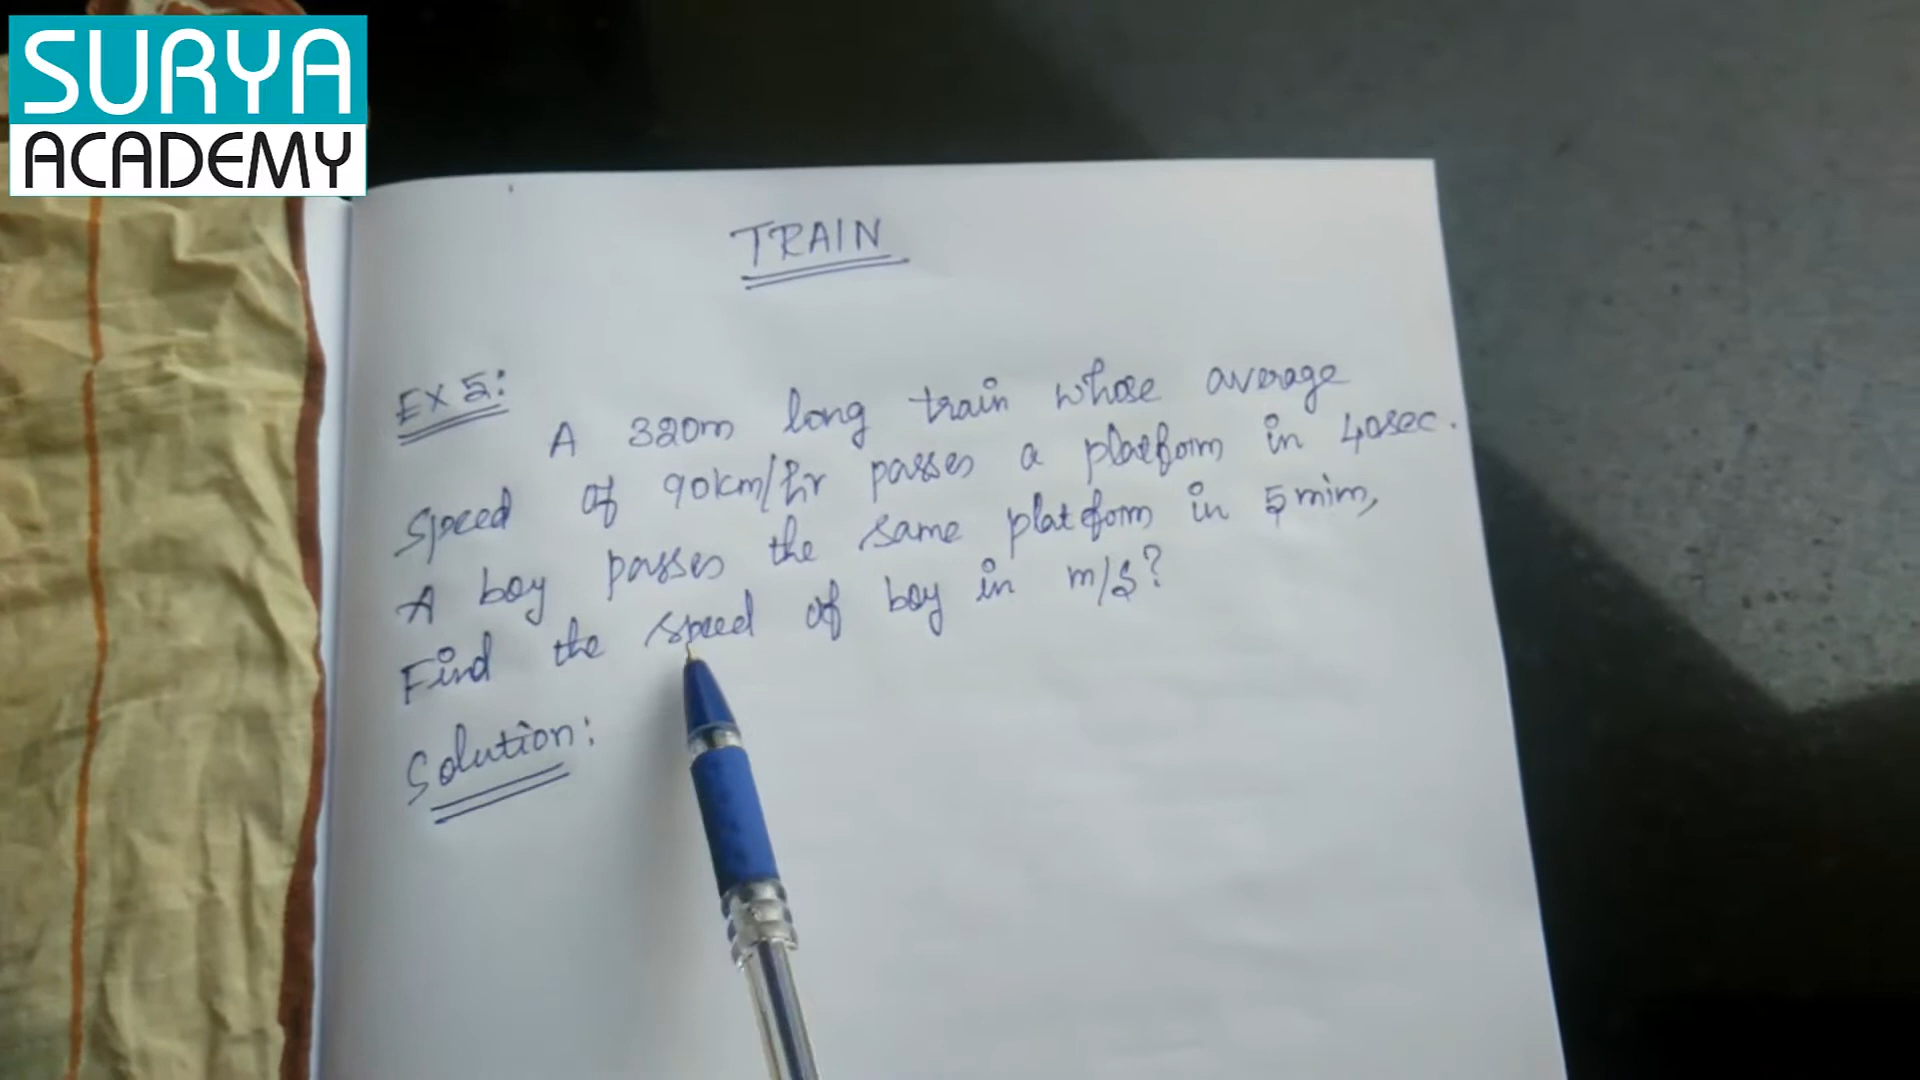 SURYA
ACADEMY
TRAIN
Ex 5:
A 320m long train whose average
speed of 90km/hr passes a platform in 40sec.
A boy passes the same platform in 5 mim,
Find the speed of boy in m/s?
Solution: